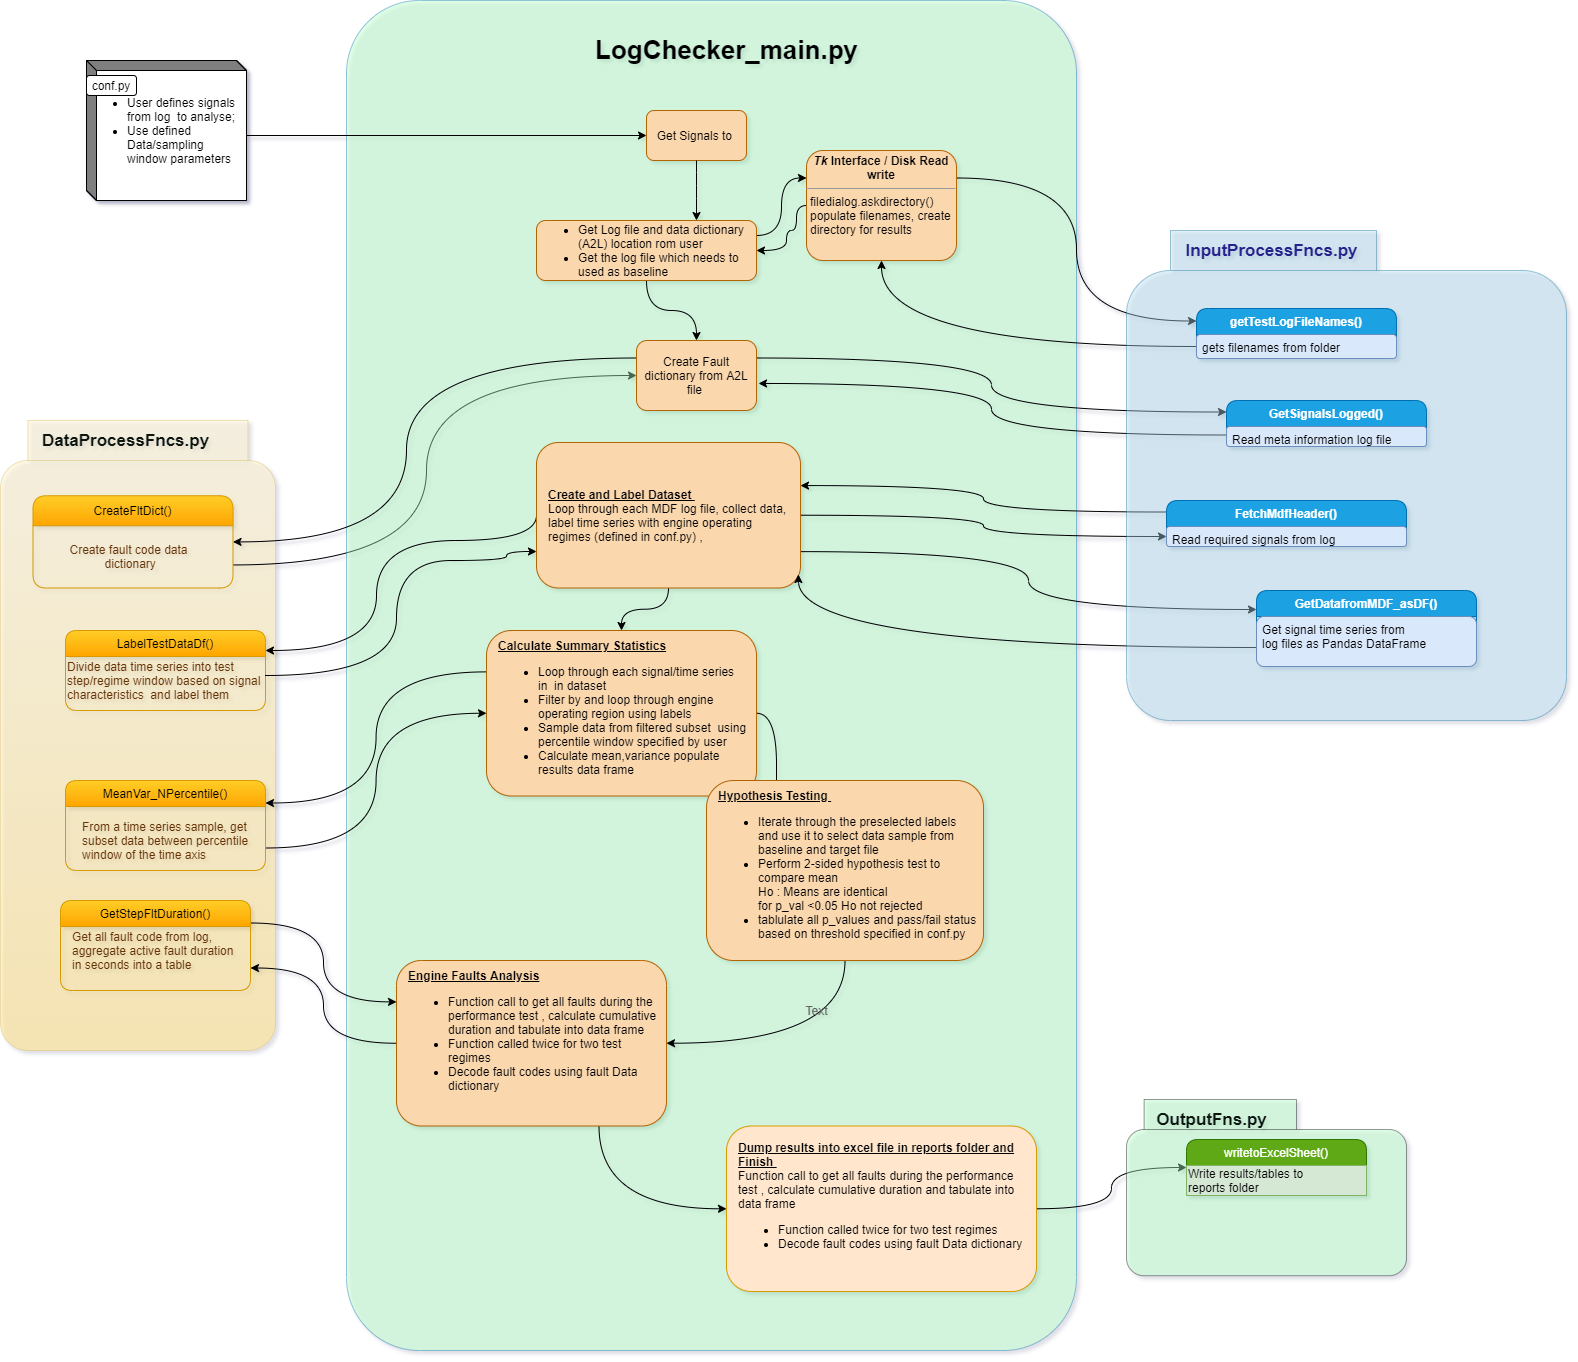 LogChecker_main.py
conf.py
User defines signals
from log  to analyse;
Use defined
Data/sampling
window parameters
Get Signals to
Tk Interface / Disk Read
write
filedialog.askdirectory()
populate filenames, create
directory for results
Get Log file and data dictionary
(A2L) location rom user
Get the log file which needs to
used as baseline
InputProcessFncs.py
getTestLogFileNames()
gets filenames from folder
Create Fault
dictionary from A2L
file
GetSignalsLogged()
Read meta information log file
DataProcessFncs.py
CreateFltDict()
Create fault code data
dictionary
Create and Label Dataset
Loop through each MDF log file, collect data,
label time series with engine operating
regimes (defined in conf.py) ,
FetchMdfHeader()
Read required signals from log
GetDatafromMDF_asDF()
Get signal time series from
log files as Pandas DataFrame
LabelTestDataDf()
Divide data time series into test
step/regime window based on signal
characteristics  and label them
Calculate Summary Statistics
Loop through each signal/time series
in  in dataset
Filter by and loop through engine
operating region using labels
Sample data from filtered subset  using
percentile window specified by user
Calculate mean,variance populate
results data frame
MeanVar_NPercentile()
From a time series sample, get
subset data between percentile
window of the time axis
Hypothesis Testing
Iterate through the preselected labels
and use it to select data sample from
baseline and target file
Perform 2-sided hypothesis test to
compare mean
Ho : Means are identical
for p_val <0.05 Ho not rejected
tablulate all p_values and pass/fail status
based on threshold specified in conf.py
GetStepFltDuration()
Get all fault code from log,
aggregate active fault duration
in seconds into a table
Text
Engine Faults Analysis
Function call to get all faults during the
performance test , calculate cumulative
duration and tabulate into data frame
Function called twice for two test
regimes
Decode fault codes using fault Data
dictionary
Dump results into excel file in reports folder and
Finish
Function call to get all faults during the performance
test , calculate cumulative duration and tabulate into
data frame
Function called twice for two test regimes
Decode fault codes using fault Data dictionary
OutputFns.py
writetoExcelSheet()
Write results/tables to
reports folder